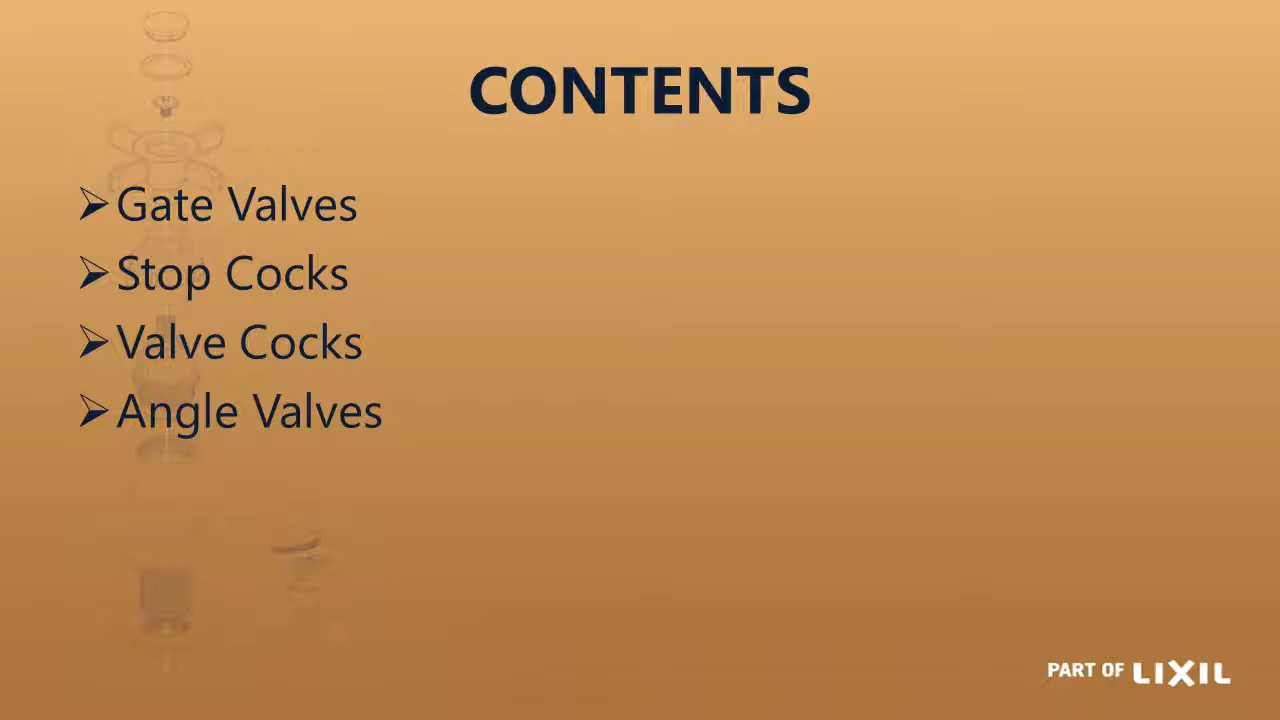 CONTENTS
Gate Valves
Stop Cocks
Valve Cocks
Angle Valves
PART OF LIXIL